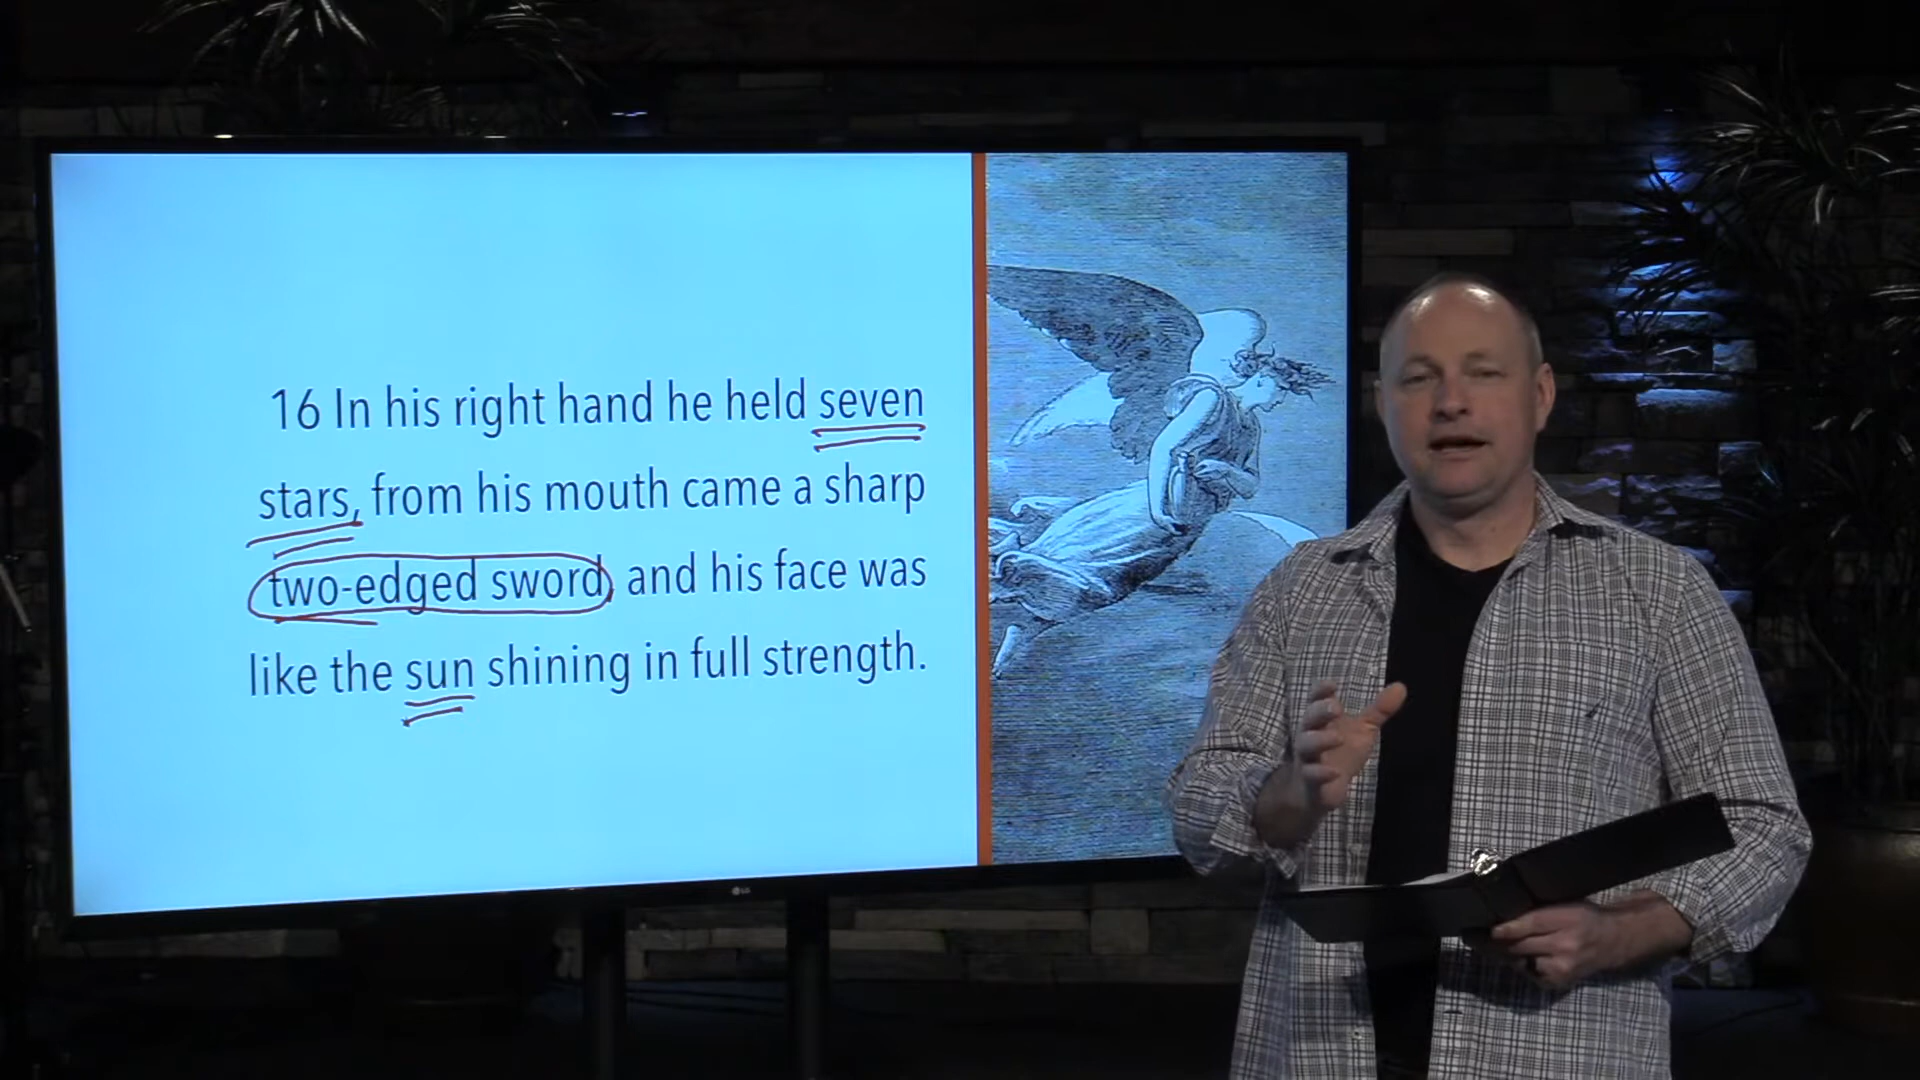 16 In his right hand he held seven
stars, from his mouth came a sharp
two-edged sword, and his face was
like the sun shining in full strength.
LG